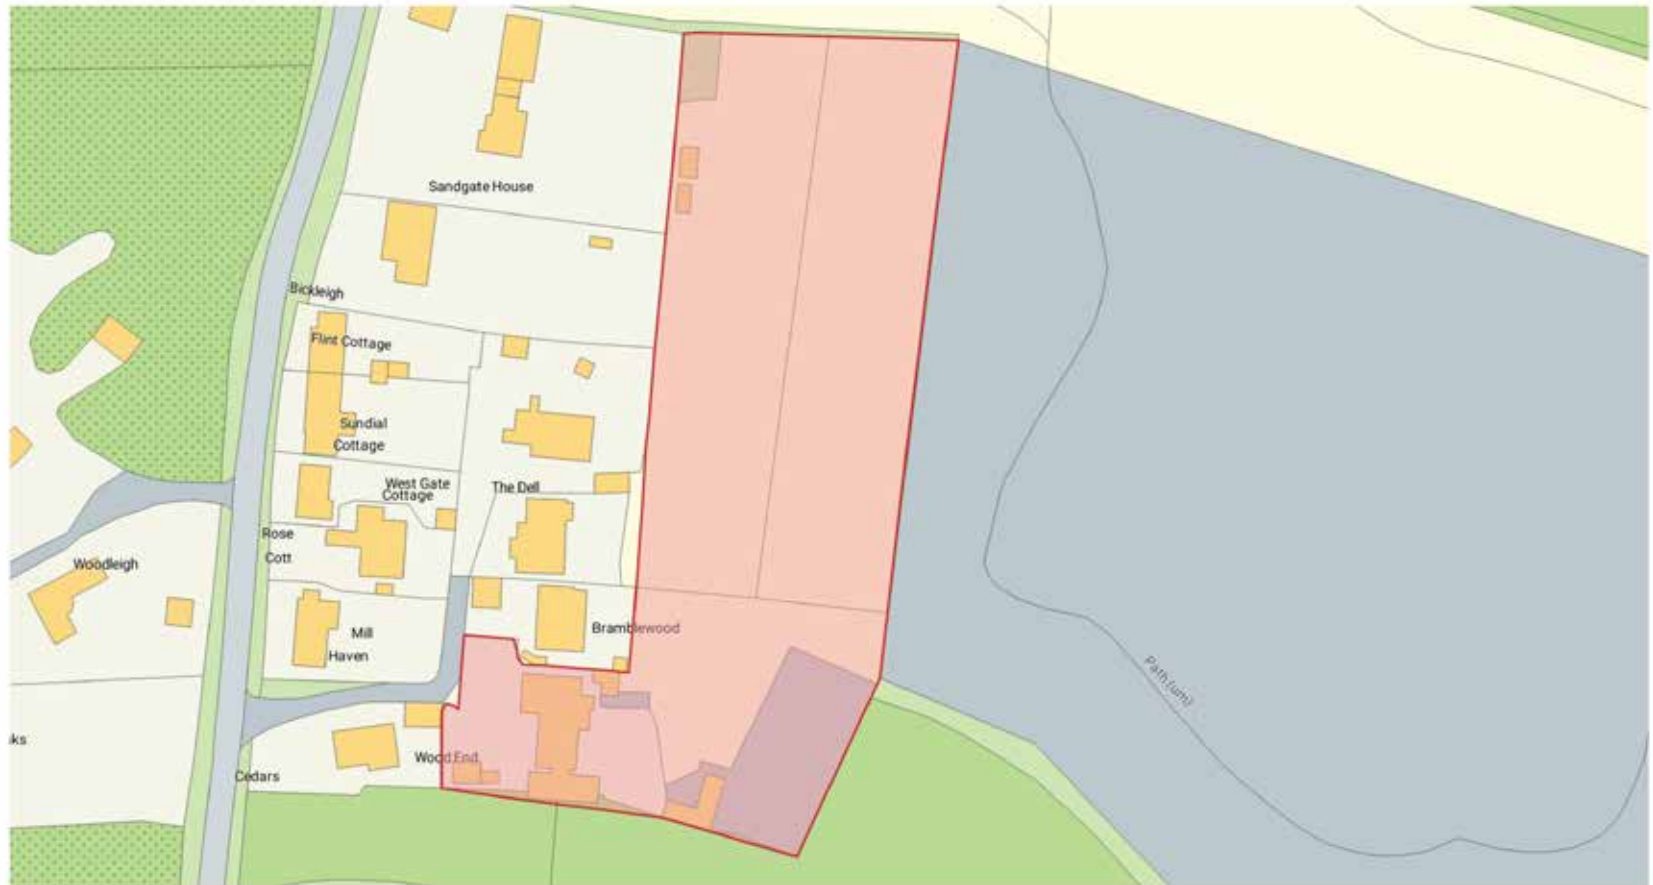 Sandgate House
Bickleigh
Flint Cottage
Sundial
Cottage
West Gate
Cottage
The Dell
Rose
Cott
Woodleigh
Mill
Haven
Bramblewood
Path (um)
Wood End
Cedars
ks